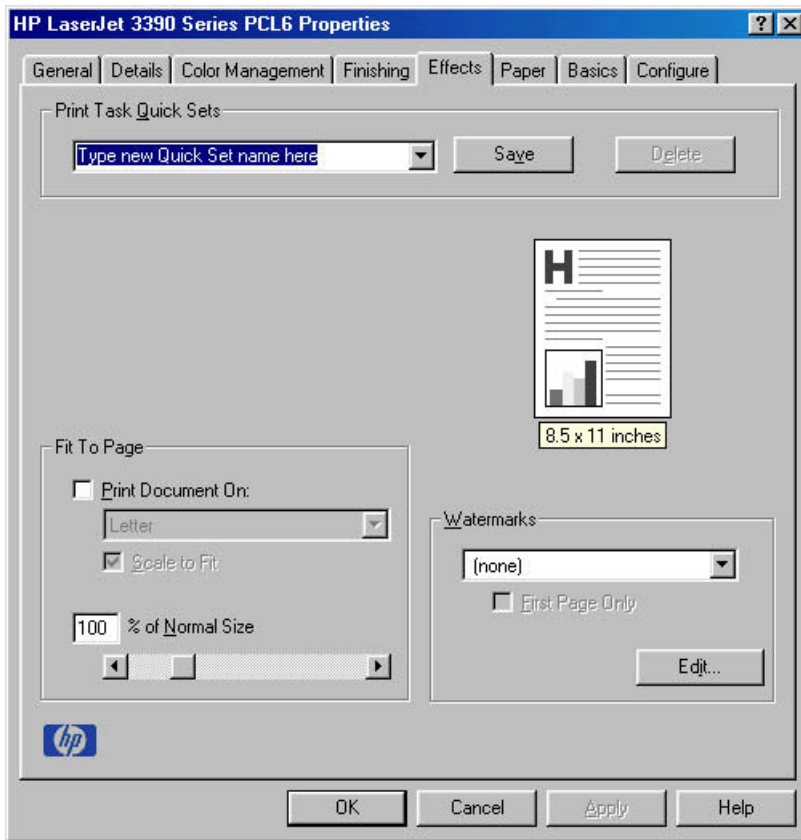 HP LaserJet 3390 Series PCL6 Properties
? X
General Details Color Management Finishing Effects Paper Basics Configure
Print Task Quick Sets
Type new Quick Set name here Save Delete
H
8.5 x 11 inches
Fit To Page
Print Document On:
Letter
Scale to Fit
100 % of Normal Size
Watermarks
(none)
First Page Only
Edit...
hp
OK Cancel Apply Help